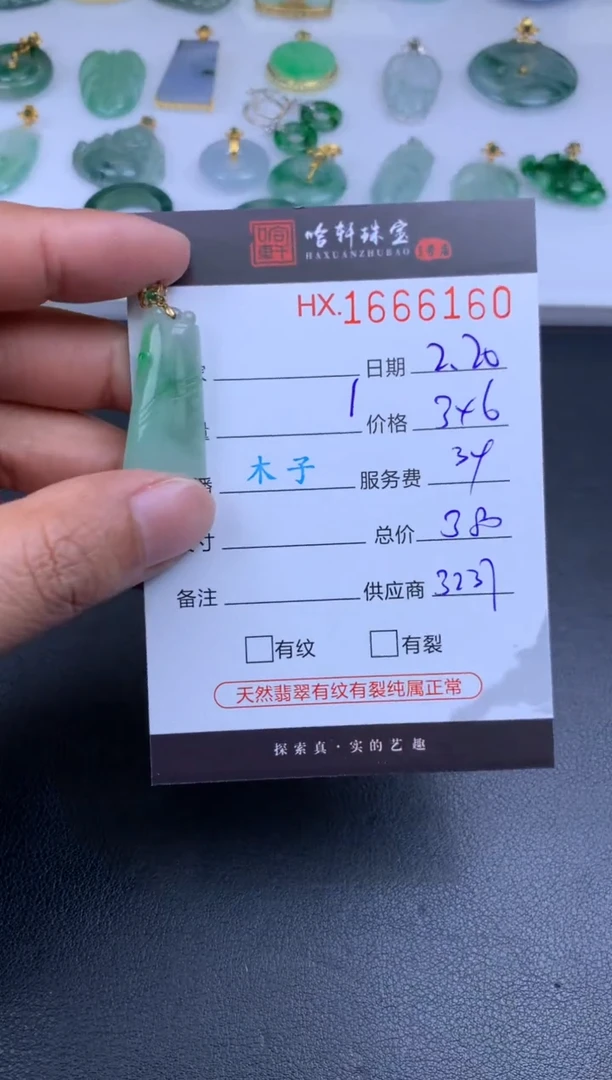 哈轩珠宝
HAXUANZHUBAO
HX.1666160
日期 2.20
1 价格 346
播 木子 服务费 34
寸 总价 380
备注 供应商 3237
有纹 有裂
天然翡翠有纹有裂纯属正常
探索真·实的艺趣